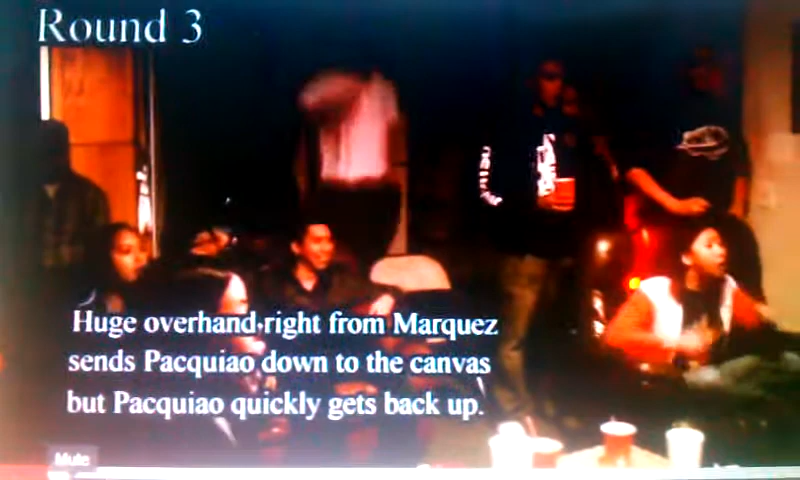 Round 3
Huge overhand right from Marquez
sends Pacquiao down to the canvas
but Pacquiao quickly gets back up.
Mute